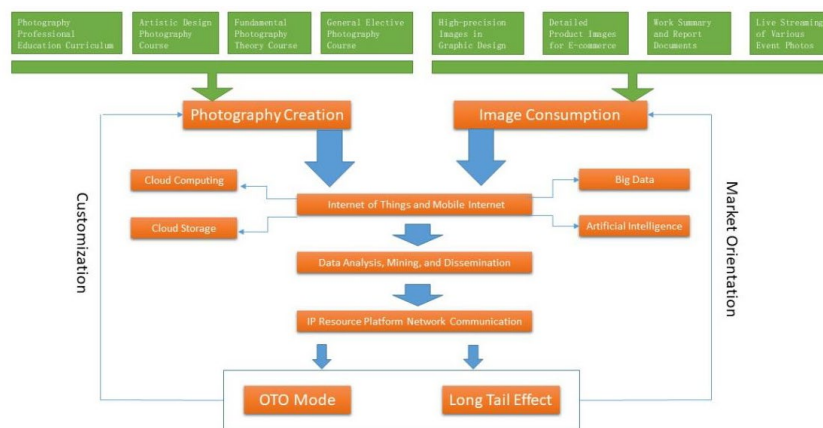 Photography
Professional
Education Curriculum
Artistic Design
Photography
Course
Fundamental
Photography
Theory Course
General Elective
Photography
Course
High-precision
Images in
Graphic Design
Detailed
Product Images
for E-commerce
Work Summary
and Report
Documents
Live Streaming
of Various
Event Photos
Photography Creation
Image Consumption
Cloud Computing
Big Data
Internet of Things and Mobile Internet
Cloud Storage
Artificial Intelligence
Customization
Market Orientation
Data Analysis, Mining, and Dissemination
IP Resource Platform Network Communication
OTO Mode
Long Tail Effect